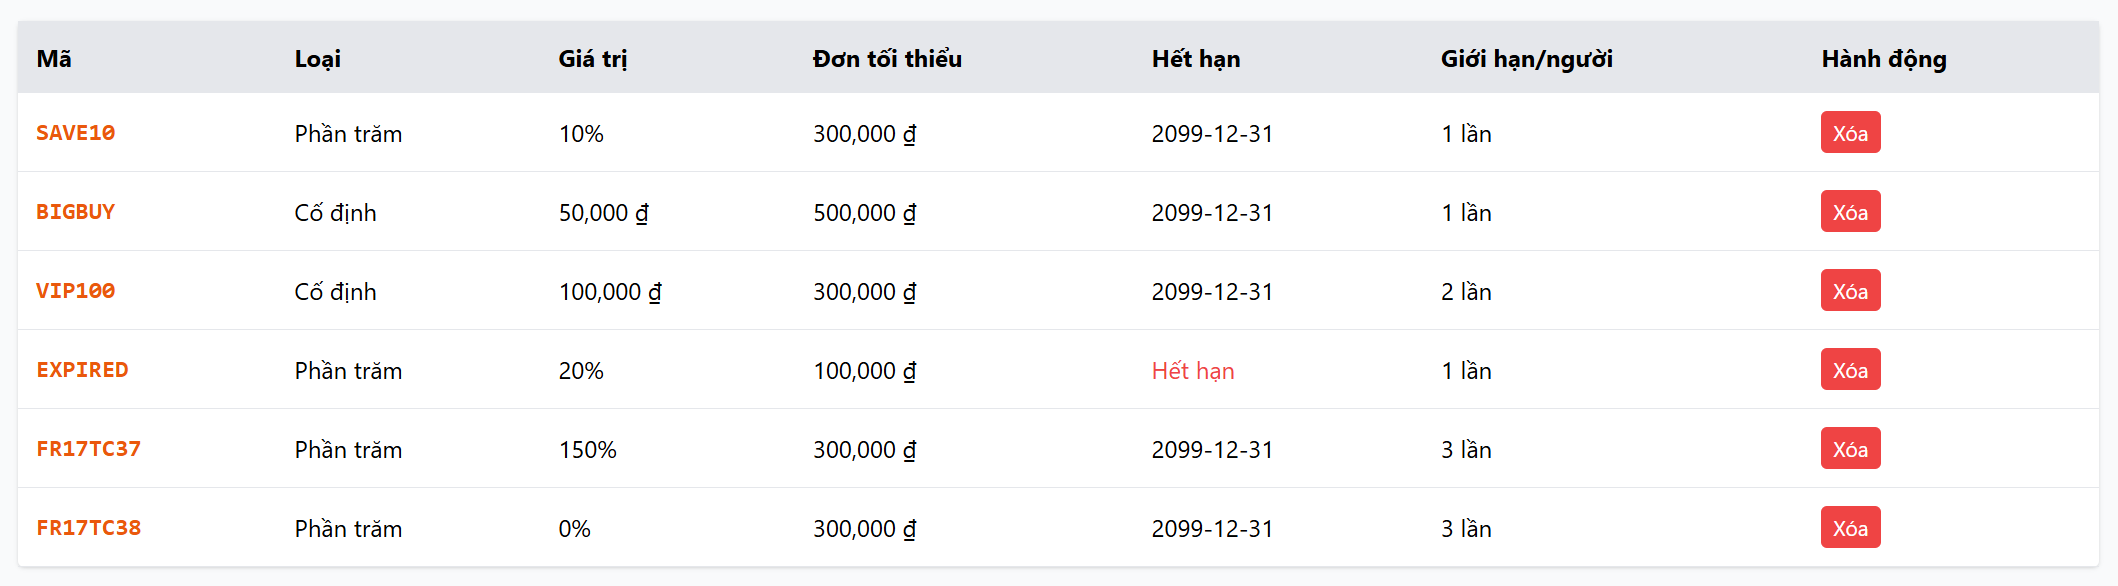 Mã Loại Giá trị Đơn tối thiểu Hết hạn Giới hạn/người Hành động
SAVE10 Phần trăm 10% 300,000 ₫ 2099-12-31 1 lần Xóa
BIGBUY Cố định 50,000 ₫ 500,000 ₫ 2099-12-31 1 lần Xóa
VIP100 Cố định 100,000 ₫ 300,000 ₫ 2099-12-31 2 lần Xóa
EXPIRED Phần trăm 20% 100,000 ₫ Hết hạn 1 lần Xóa
FR17TC37 Phần trăm 150% 300,000 ₫ 2099-12-31 3 lần Xóa
FR17TC38 Phần trăm 0% 300,000 ₫ 2099-12-31 3 lần Xóa